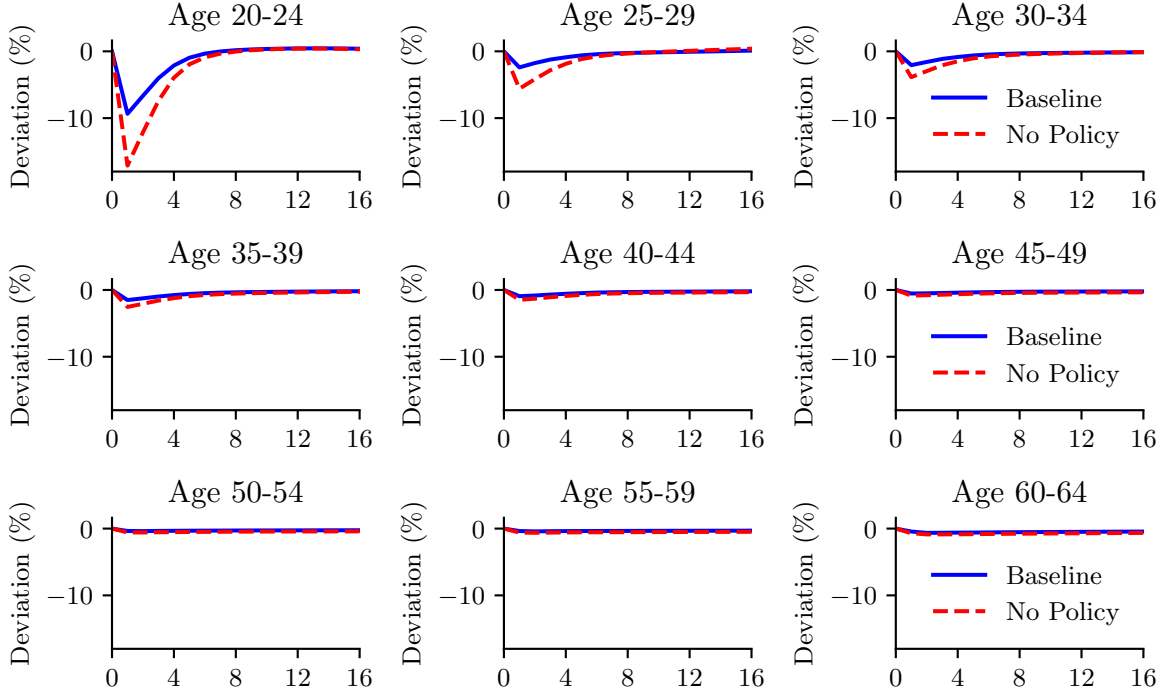 Age 20-24
Deviation (%)
0
−10
0 4 8 12 16
Age 25-29
Deviation (%)
0
−10
0 4 8 12 16
Age 30-34
Deviation (%)
0
−10
Baseline
No Policy
0 4 8 12 16
Age 35-39
Deviation (%)
0
−10
0 4 8 12 16
Age 40-44
Deviation (%)
0
−10
0 4 8 12 16
Age 45-49
Deviation (%)
0
−10
Baseline
No Policy
0 4 8 12 16
Age 50-54
Deviation (%)
0
−10
0 4 8 12 16
Age 55-59
Deviation (%)
0
−10
0 4 8 12 16
Age 60-64
Deviation (%)
0
−10
Baseline
No Policy
0 4 8 12 16